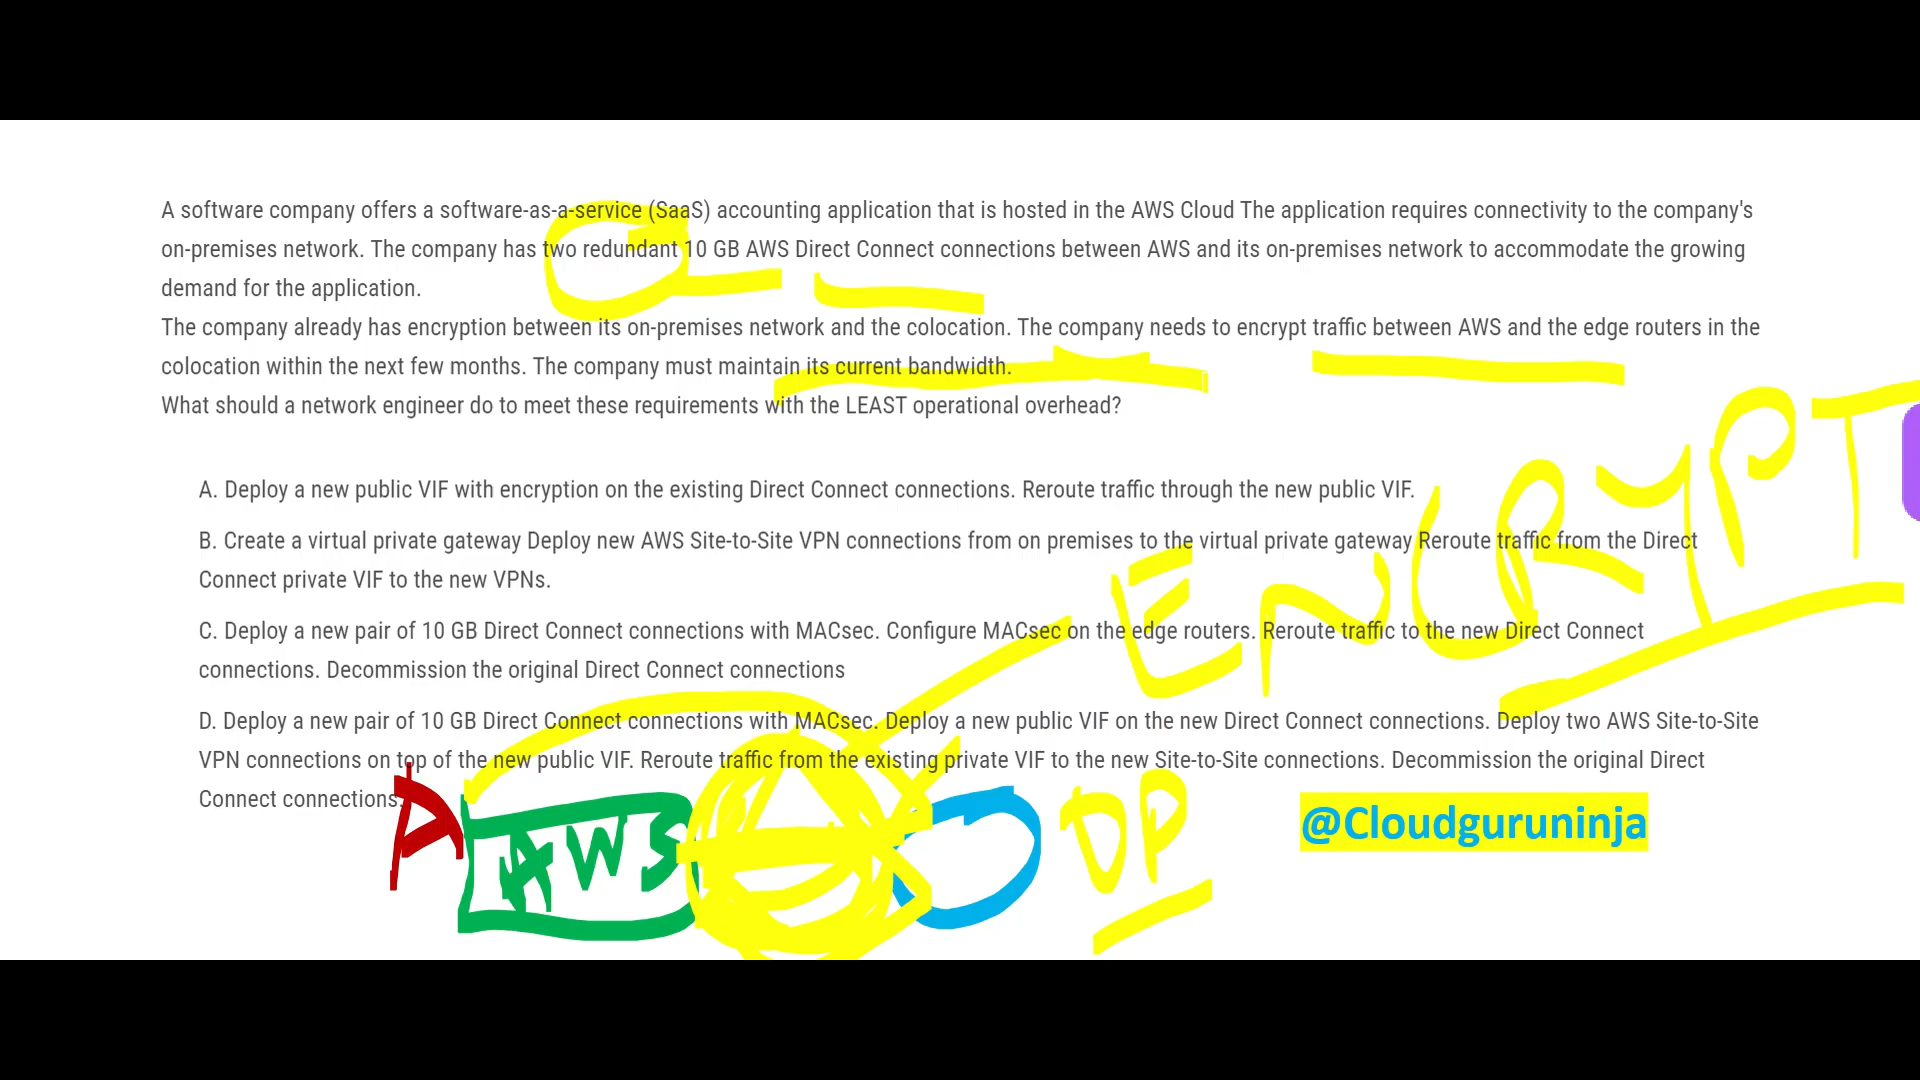 A software company offers a software-as-a-service (SaaS) accounting application that is hosted in the AWS Cloud The application requires connectivity to the company's
on-premises network. The company has two redundant 10 GB AWS Direct Connect connections between AWS and its on-premises network to accommodate the growing
demand for the application.
The company already has encryption between its on-premises network and the colocation. The company needs to encrypt traffic between AWS and the edge routers in the
colocation within the next few months. The company must maintain its current bandwidth.
What should a network engineer do to meet these requirements with the LEAST operational overhead?
A. Deploy a new public VIF with encryption on the existing Direct Connect connections. Reroute traffic through the new public VIF.
B. Create a virtual private gateway Deploy new AWS Site-to-Site VPN connections from on premises to the virtual private gateway Reroute traffic from the Direct
Connect private VIF to the new VPNs.
C. Deploy a new pair of 10 GB Direct Connect connections with MACsec. Configure MACsec on the edge routers. Reroute traffic to the new Direct Connect
connections. Decommission the original Direct Connect connections
D. Deploy a new pair of 10 GB Direct Connect connections with MACsec. Deploy a new public VIF on the new Direct Connect connections. Deploy two AWS Site-to-Site
VPN connections on top of the new public VIF. Reroute traffic from the existing private VIF to the new Site-to-Site connections. Decommission the original Direct
Connect connections.
ENCRYPT
A
AWS
OP
@Cloudguruninja